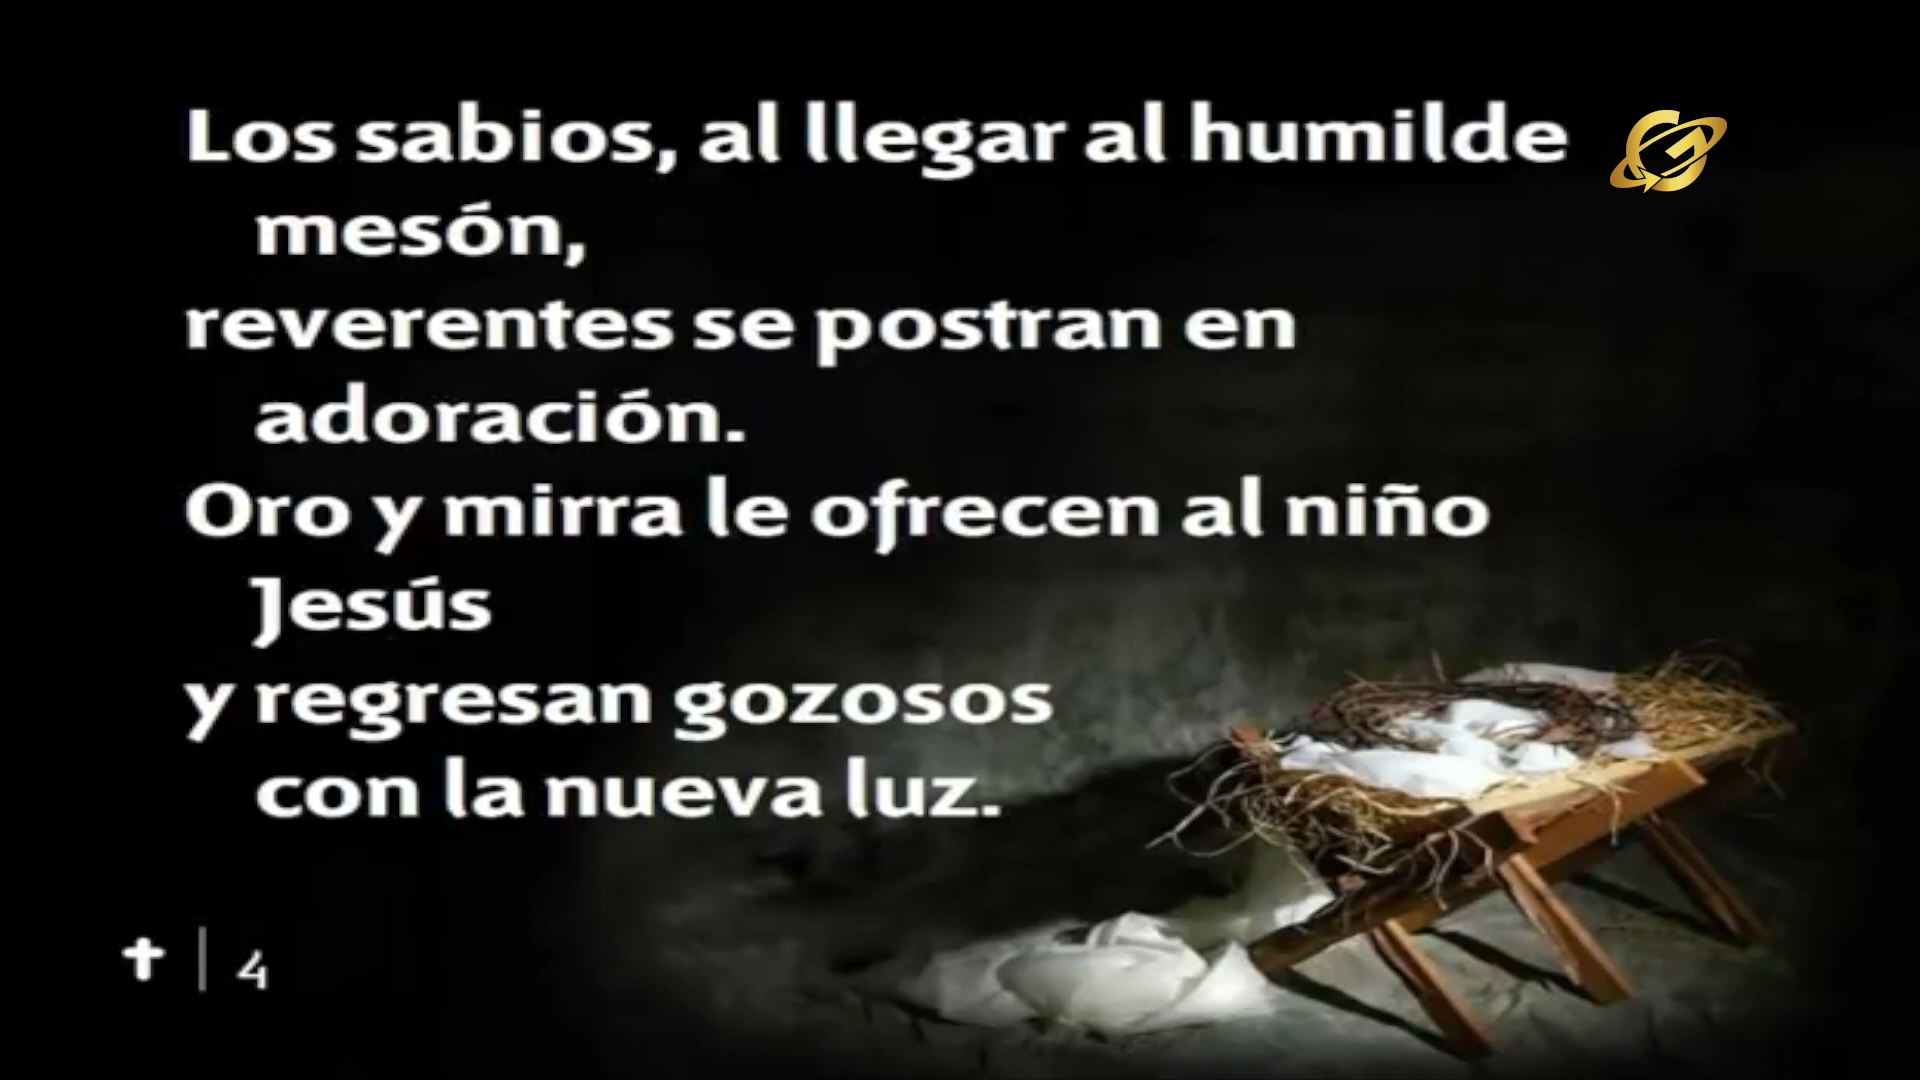 Los sabios, al llegar al humilde
mesón,
reverentes se postran en
adoración.
Oro y mirra le ofrecen al niño
Jesús
y regresan gozosos
con la nueva luz.
4